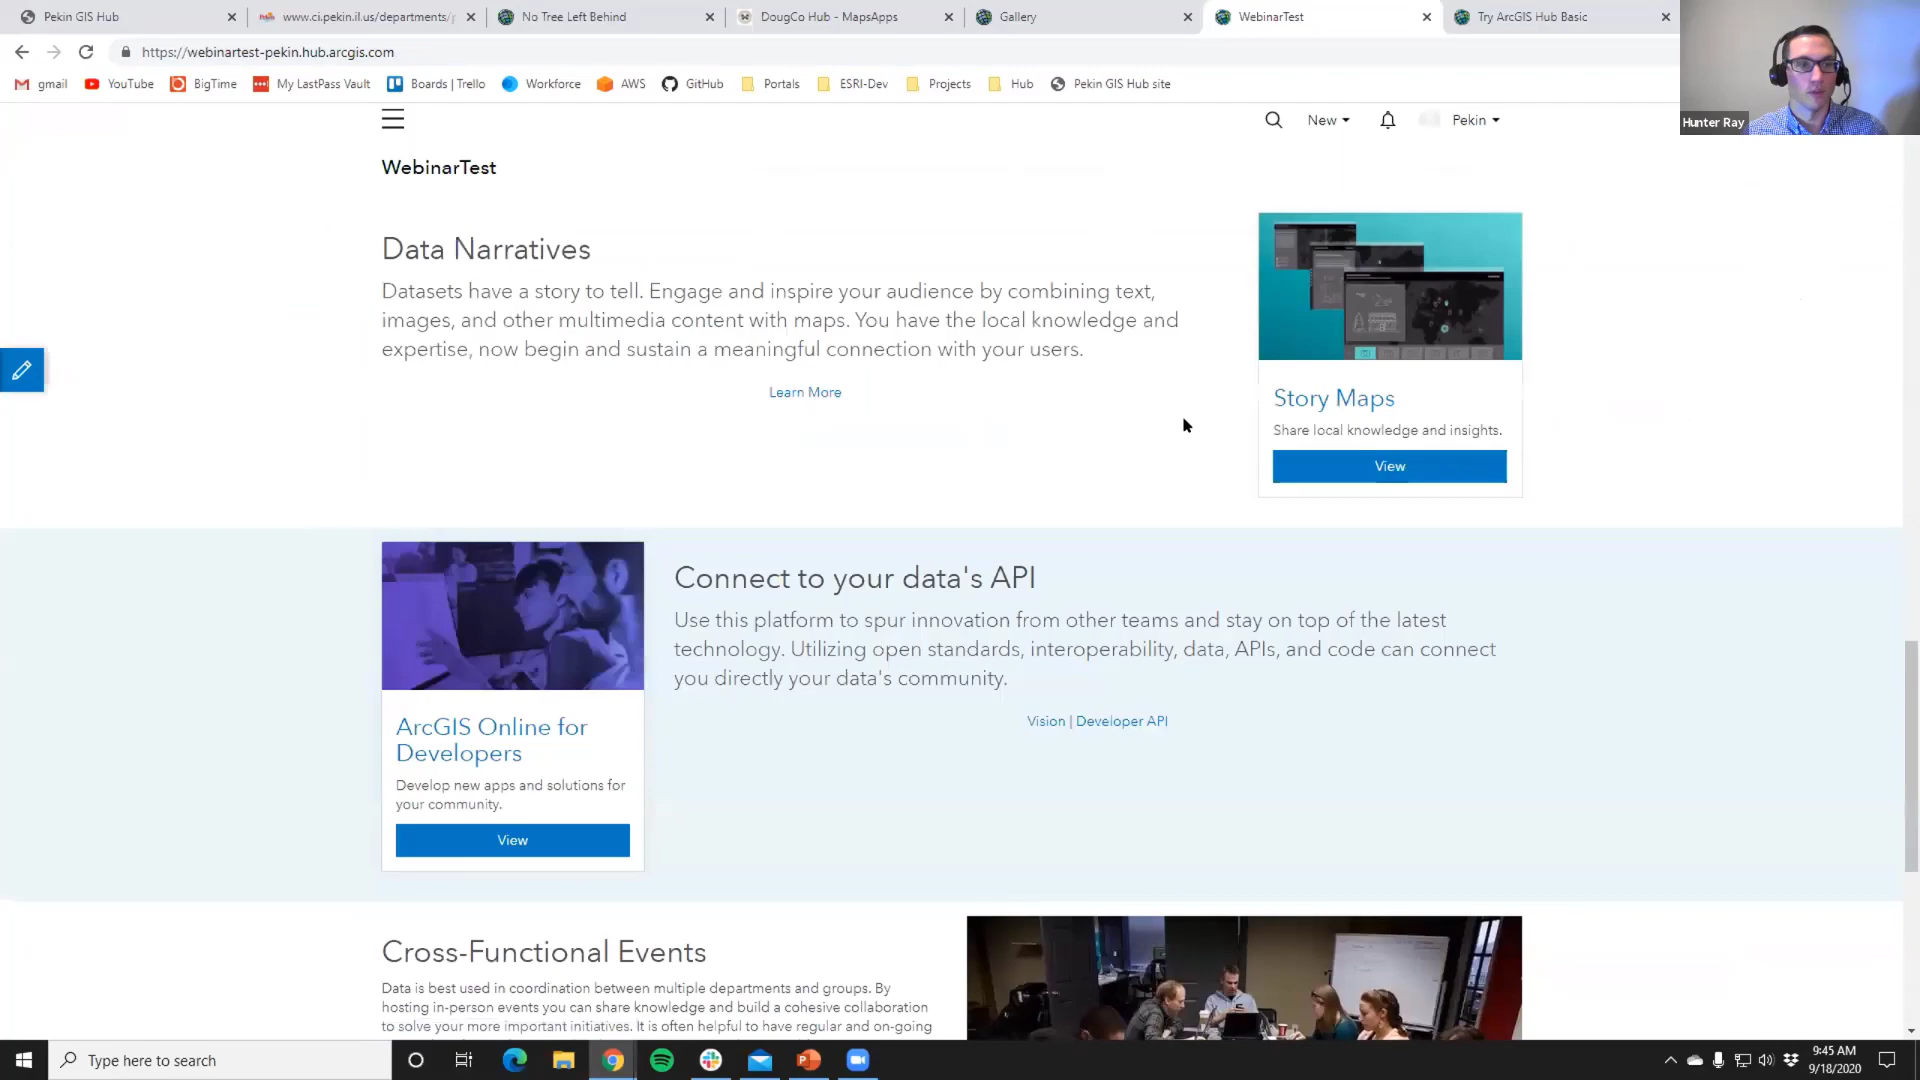 Pekin GIS Hub
www.ci.pekin.il.us/departments/
No Tree Left Behind
DougCo Hub - MapsApps
Gallery
WebinarTest
Try ArcGIS Hub Basic
https://webinartest-pekin.hub.arcgis.com
gmail
YouTube
BigTime
My LastPass Vault
Boards | Trello
Workforce
AWS
GitHub
Portals
ESRI-Dev
Projects
Hub
Pekin GIS Hub site
Hunter Ray
New
Pekin
WebinarTest
Data Narratives
Datasets have a story to tell. Engage and inspire your audience by combining text,
images, and other multimedia content with maps. You have the local knowledge and
expertise, now begin and sustain a meaningful connection with your users.
Learn More
Story Maps
Share local knowledge and insights.
View
Connect to your data's API
Use this platform to spur innovation from other teams and stay on top of the latest
technology. Utilizing open standards, interoperability, data, APIs, and code can connect
you directly your data's community.
Vision | Developer API
ArcGIS Online for
Developers
Develop new apps and solutions for
your community.
View
Cross-Functional Events
Data is best used in coordination between multiple departments and groups. By
hosting in-person events you can share knowledge and build a cohesive collaboration
to solve your more important initiatives. It is often helpful to have regular and on-going
Type here to search
9:45 AM
9/18/2020